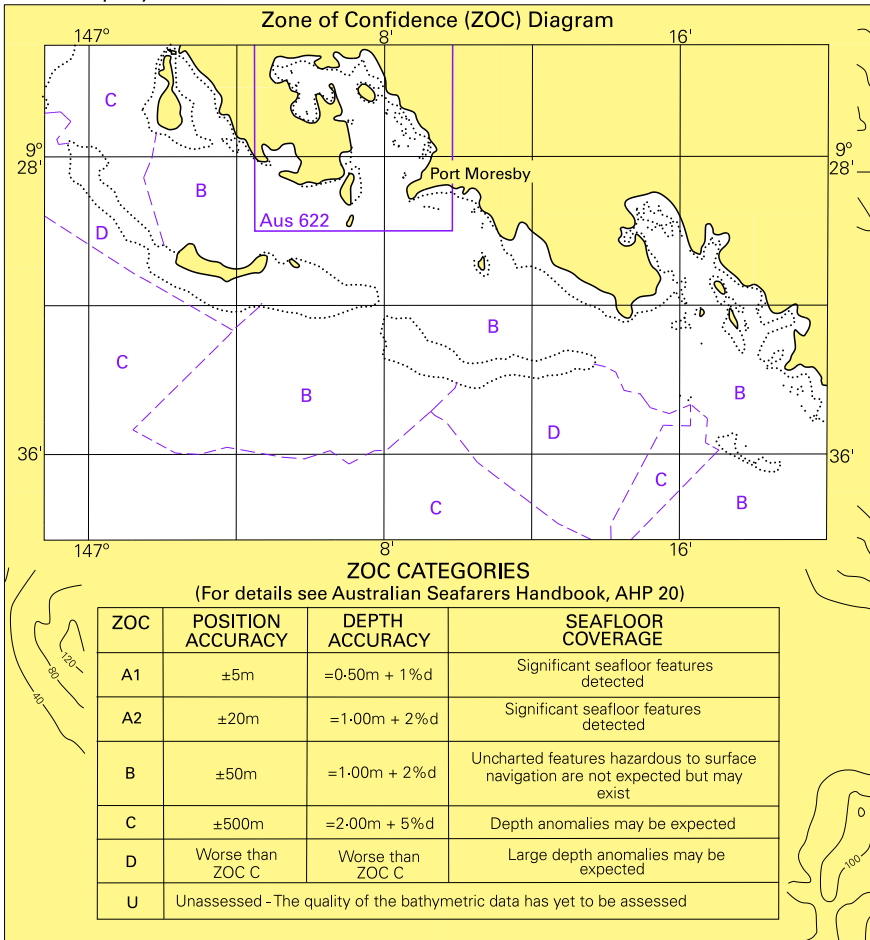 Zone of Confidence (ZOC) Diagram
147° 8' 16'
C
9° 9°
28' 28'
Port Moresby
B
Aus 622
D
B
C
B
B
D
36' 36'
C
C
B
147° 8' 16'
ZOC CATEGORIES
(For details see Australian Seafarers Handbook, AHP 20)
ZOC POSITION ACCURACY DEPTH ACCURACY SEAFLOOR COVERAGE
A1 ±5m =0·50m + 1%d Significant seafloor features detected
A2 ±20m =1·00m + 2%d Significant seafloor features detected
B ±50m =1·00m + 2%d Uncharted features hazardous to surface navigation are not expected but may exist
C ±500m =2·00m + 5%d Depth anomalies may be expected
D Worse than ZOC C Worse than ZOC C Large depth anomalies may be expected
U Unassessed - The quality of the bathymetric data has yet to be assessed
120
80
40
100